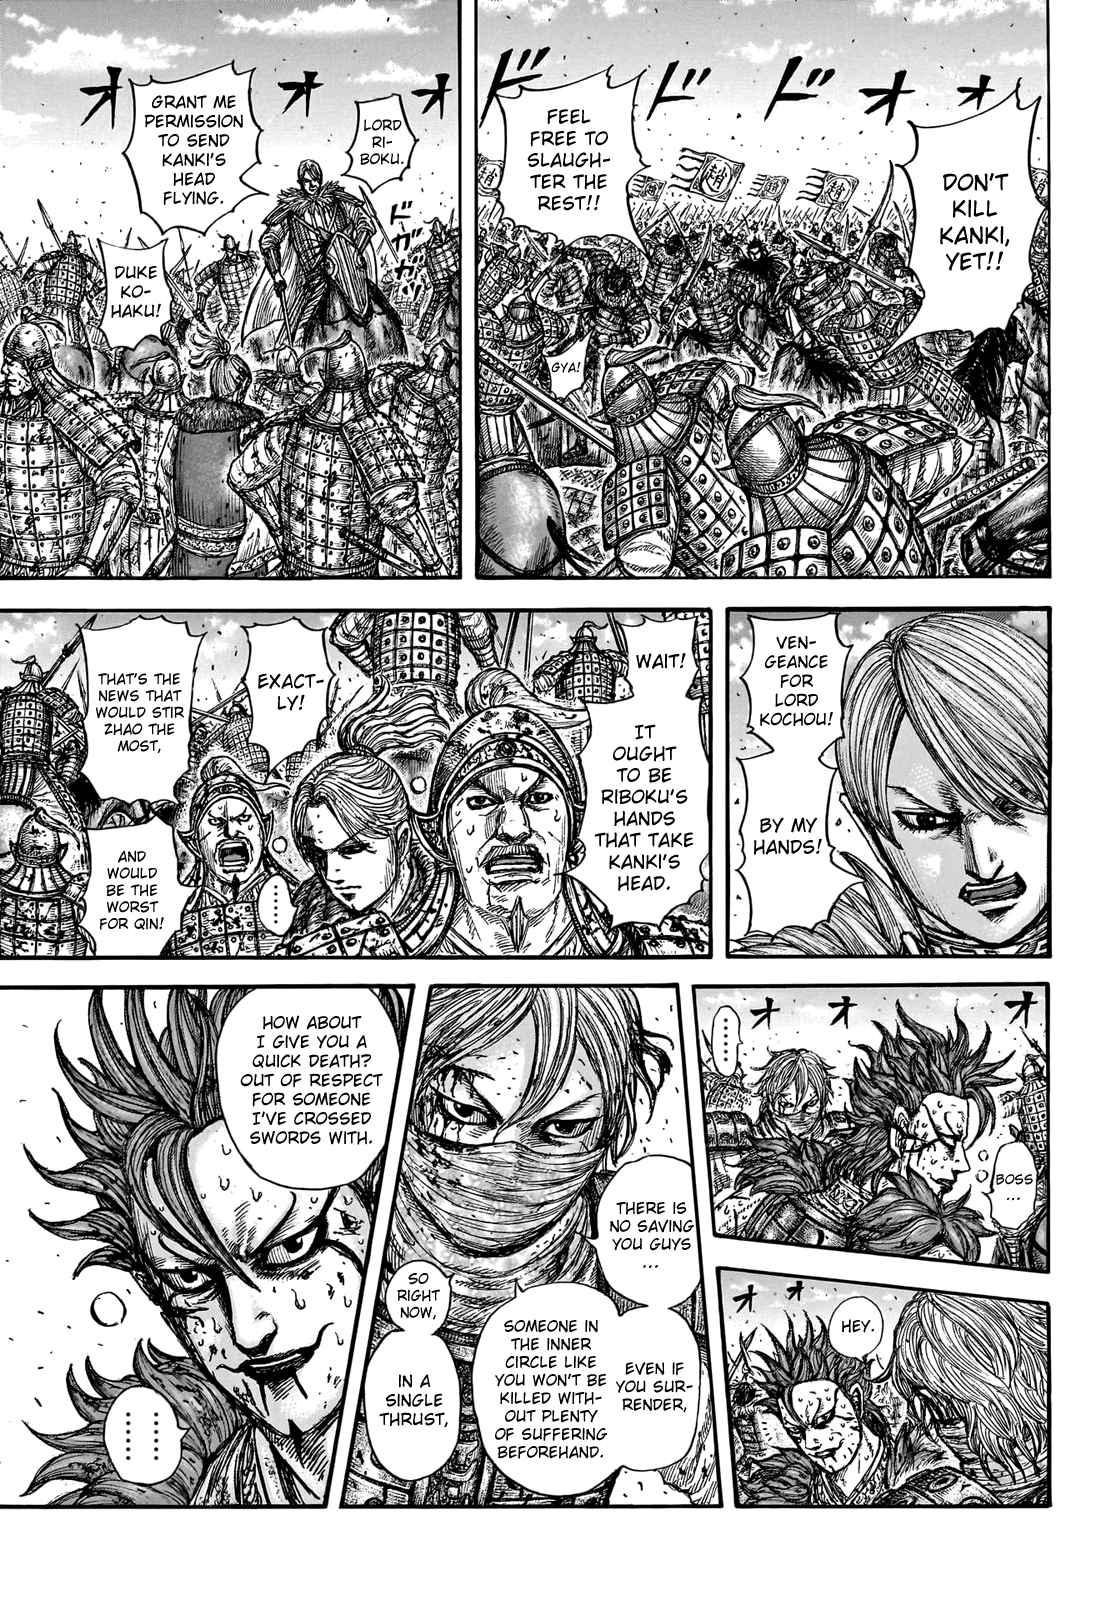 DON'T
KILL
KANKI,
YET!!
FEEL
FREE TO
SLAUGH-
TER THE
REST!!
GYA!
ド
ド
ド
オ
オ
LORD
RI-
BOKU.
GRANT ME
PERMISSION
TO SEND
KANKI'S
HEAD
FLYING.
DUKE
KO-
HAKU!
オ
オ
オ
ドガガッ
VEN-
GEANCE
FOR
LORD
KOCHOU!
BY MY
HANDS!
WAIT!
IT
OUGHT
TO BE
RIBOKU'S
HANDS
THAT TAKE
KANKI'S
HEAD.
EXACT-
LY!
......
THAT'S THE
NEWS THAT
WOULD STIR
ZHAO THE
MOST,
AND
WOULD
BE THE
WORST
FOR QIN!
オ
オ
オ
BOSS
...
......
オ
オ
HEY.
THERE IS
NO SAVING
YOU GUYS
...
EVEN IF
YOU SUR-
RENDER,
SOMEONE IN
THE INNER
CIRCLE LIKE
YOU WON'T BE
KILLED WITH-
OUT PLENTY
OF SUFFERING
BEFOREHAND.
SO
RIGHT
NOW,
IN A
SINGLE
THRUST,
HOW ABOUT
I GIVE YOU A
QUICK DEATH?
OUT OF RESPECT
FOR SOMEONE
I'VE CROSSED
SWORDS WITH.
......
......